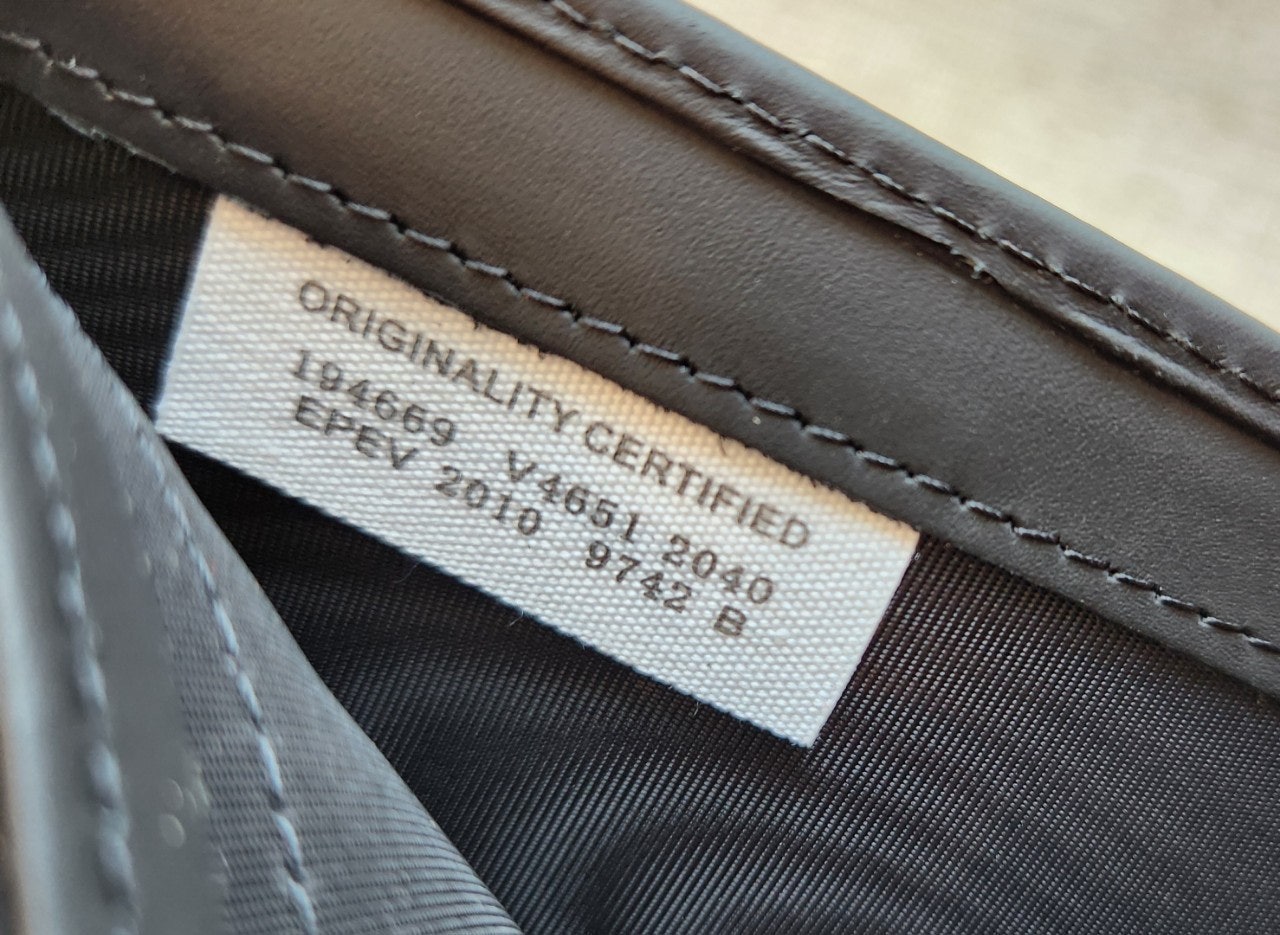 ORIGINALITY CERTIFIED
194669 V4651 2040
EPEV 2010 9742 B